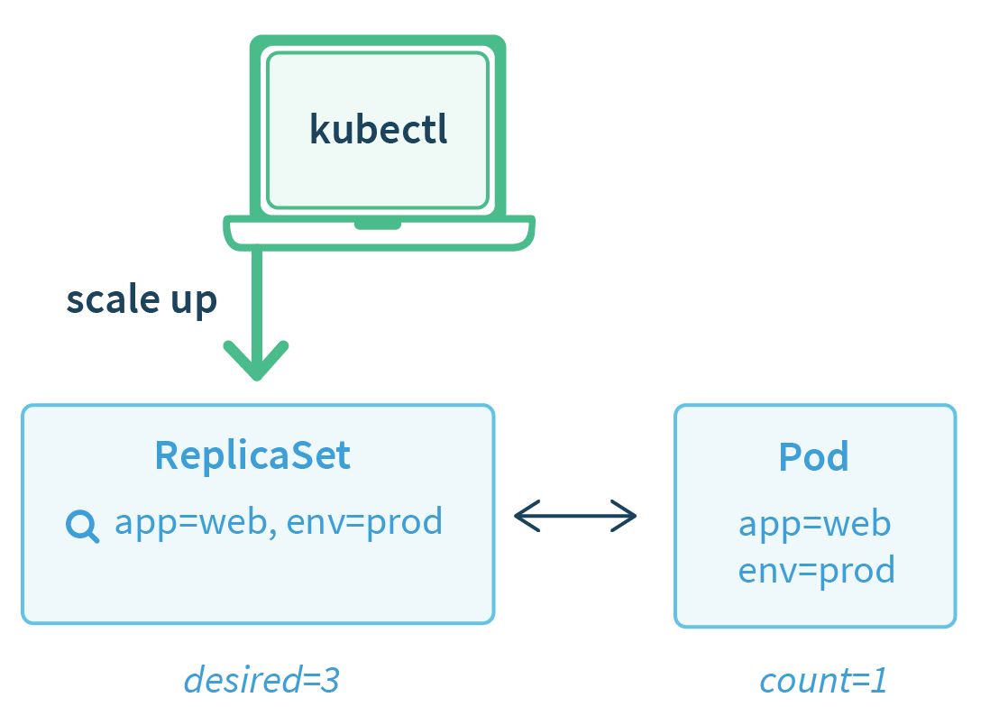 kubectl
scale up
ReplicaSet
app=web, env=prod
Pod
app=web
env=prod
desired=3
count=1